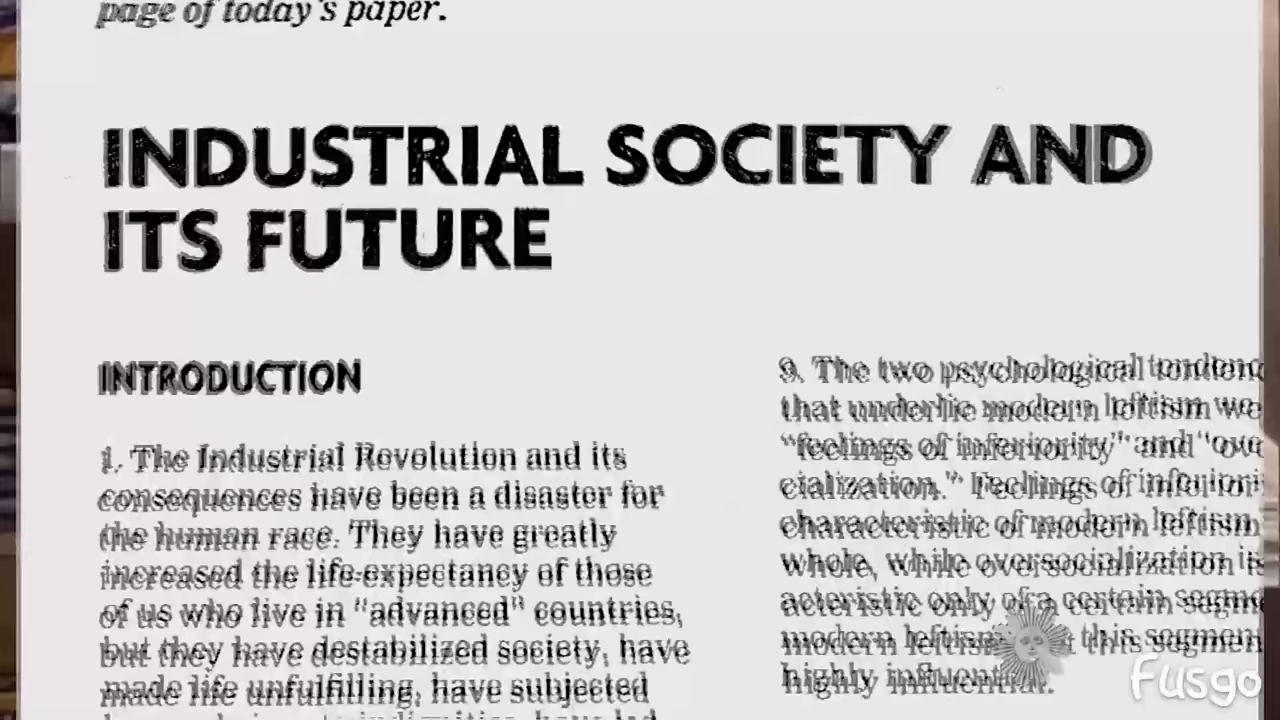 page of today's paper.
INDUSTRIAL SOCIETY AND
ITS FUTURE
INTRODUCTION
1. The Industrial Revolution and its
consequences have been a disaster for
the human race. They have greatly
increased the life-expectancy of those
of us who live in "advanced" countries,
but they have destabilized society, have
made life unfulfilling, have subjected
9. The two psychological
that underlie modern leftism we
"feelings of inferiority" and
cialization." Feelings of
characteristic of modern leftism
whole, while oversocialization is
acteristic only of a certain
modern leftism this segment
highly influential.
Fusgo